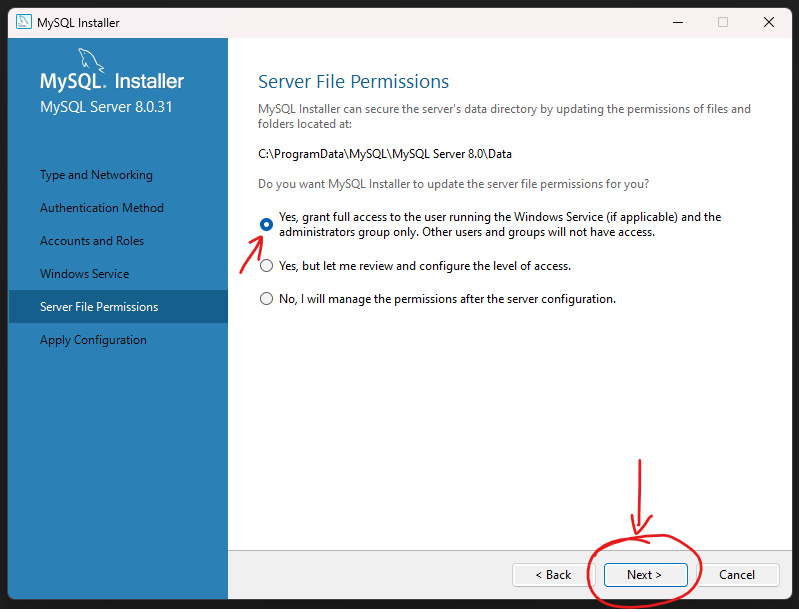 MySQL Installer
MySQL. Installer
MySQL Server 8.0.31
Type and Networking
Authentication Method
Accounts and Roles
Windows Service
Server File Permissions
Apply Configuration
Server File Permissions
MySQL Installer can secure the server's data directory by updating the permissions of files and
folders located at:
C:\ProgramData\MySQL\MySQL Server 8.0\Data
Do you want MySQL Installer to update the server file permissions for you?
Yes, grant full access to the user running the Windows Service (if applicable) and the
administrators group only. Other users and groups will not have access.
Yes, but let me review and configure the level of access.
No, I will manage the permissions after the server configuration.
< Back
Next >
Cancel